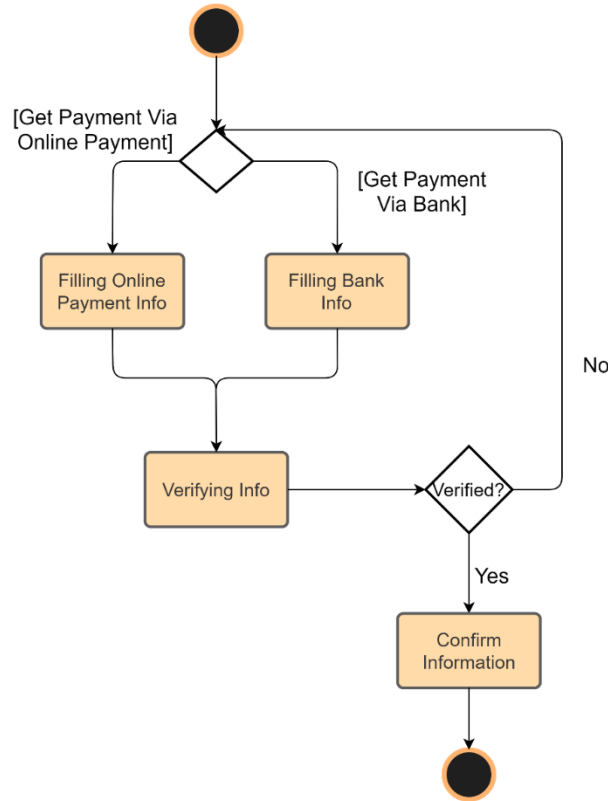 [Get Payment Via
Online Payment]
[Get Payment
Via Bank]
Filling Online
Payment Info
Filling Bank
Info
No
Verifying Info
Verified?
Yes
Confirm
Information